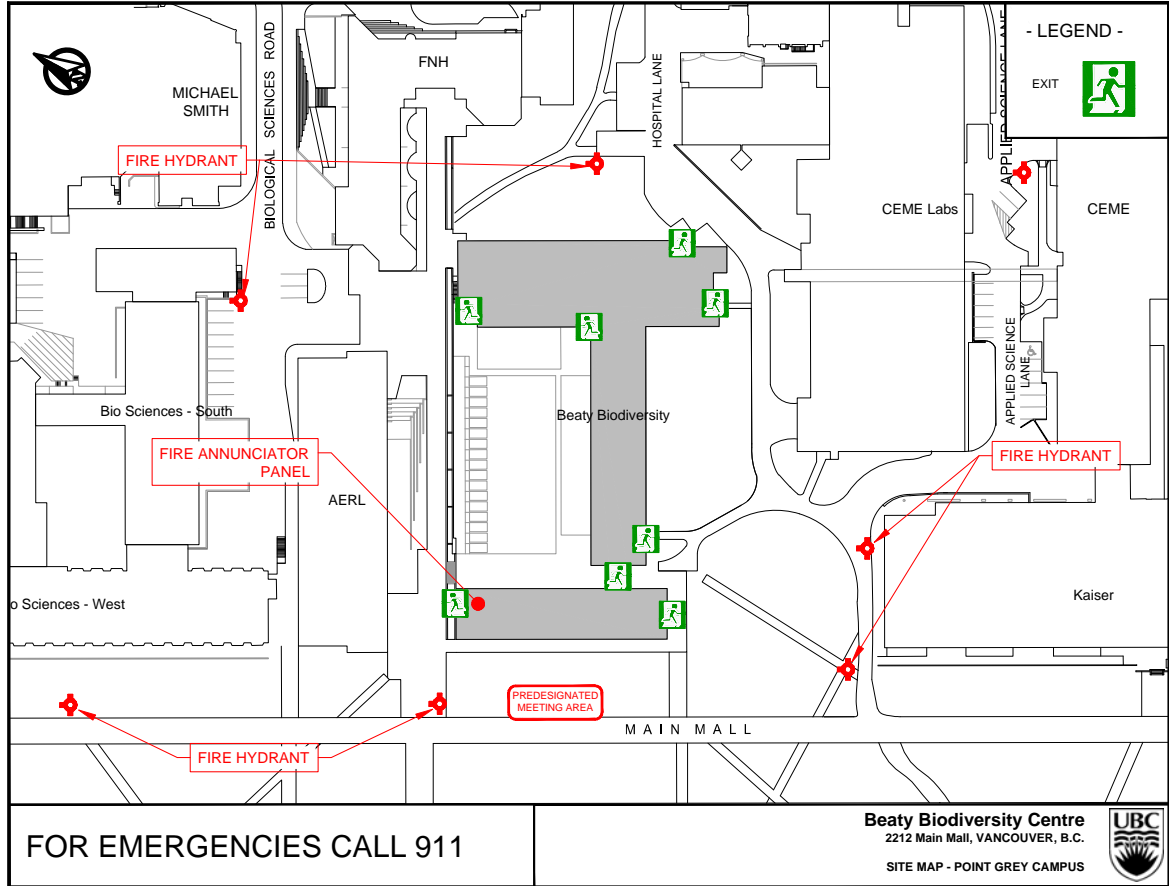 - LEGEND -
EXIT
FNH
MICHAEL
SMITH
BIOLOGICAL SCIENCES ROAD
HOSPITAL LANE
APPLIED SCIENCE LANE
FIRE HYDRANT
CEME Labs
CEME
APPLIED SCIENCE
LANE
Bio Sciences - South
Beaty Biodiversity
FIRE ANNUNCIATOR
PANEL
FIRE HYDRANT
AERL
o Sciences - West
Kaiser
PREDESIGNATED
MEETING AREA
MAIN MALL
FIRE HYDRANT
FOR EMERGENCIES CALL 911
Beaty Biodiversity Centre
2212 Main Mall, VANCOUVER, B.C.
SITE MAP - POINT GREY CAMPUS
UBC